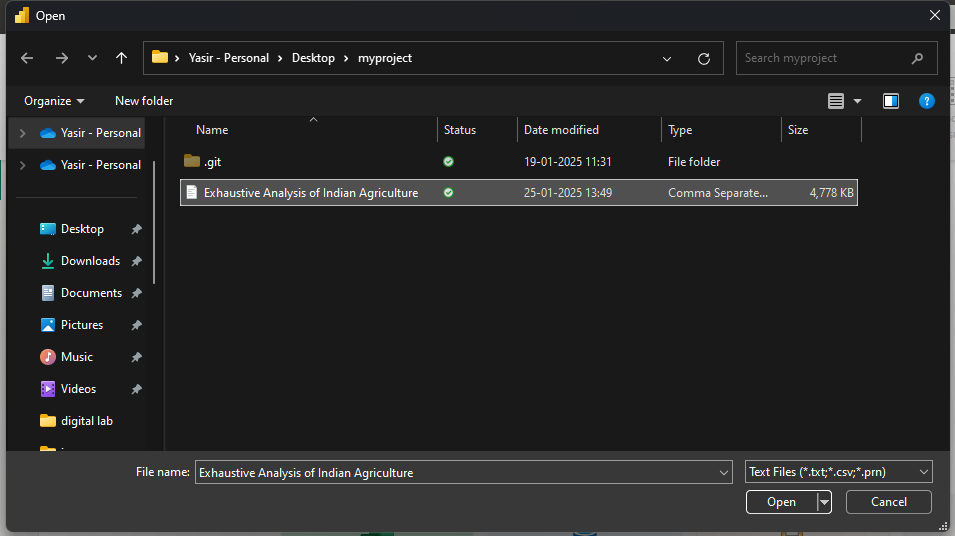 Open
Yasir - Personal Desktop myproject
Search myproject
Organize New folder
Name Status Date modified Type Size
.git 19-01-2025 11:31 File folder
Exhaustive Analysis of Indian Agriculture 25-01-2025 13:49 Comma Separate... 4,778 KB
Yasir - Personal
Yasir - Personal
Desktop
Downloads
Documents
Pictures
Music
Videos
digital lab
File name: Exhaustive Analysis of Indian Agriculture Text Files (*.txt;*.csv;*.prn)
Open Cancel